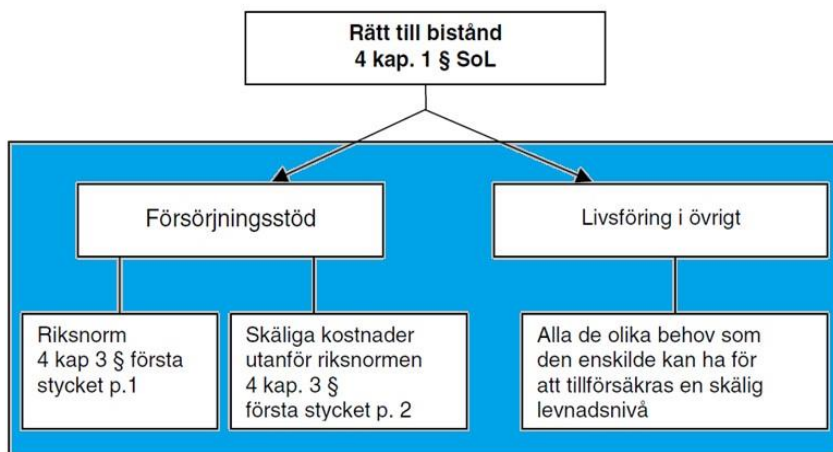 Rätt till bistånd
4 kap. 1 § SoL
Försörjningsstöd
Livsföring i övrigt
Riksnorm
4 kap 3 § första
stycket p.1
Skäliga kostnader
utanför riksnormen
4 kap. 3 §
första stycket p. 2
Alla de olika behov som
den enskilde kan ha för
att tillförsäkras en skälig
levnadsnivå